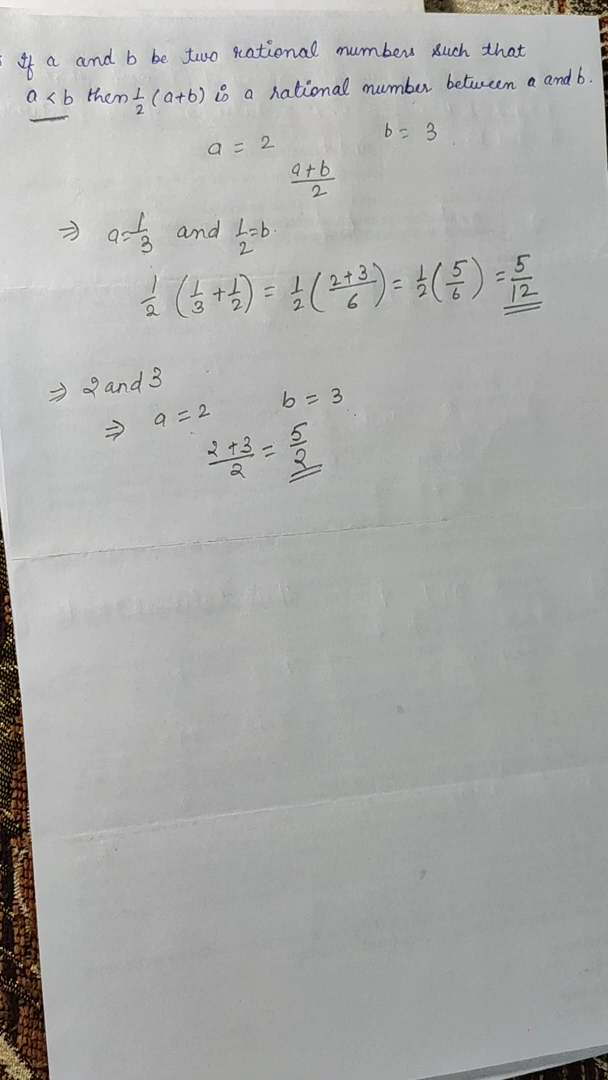 If a and b be two rational numbers such that
a < b then 1/2 (a+b) is a rational number between a and b.
a = 2 b = 3
(a+b)/2
⇒ a=1/3 and 1/2=b.
1/2 (1/3 + 1/2) = 1/2 ((2+3)/6) = 1/2 (5/6) = 5/12
⇒ 2 and 3
⇒ a = 2 b = 3
(2+3)/2 = 5/2